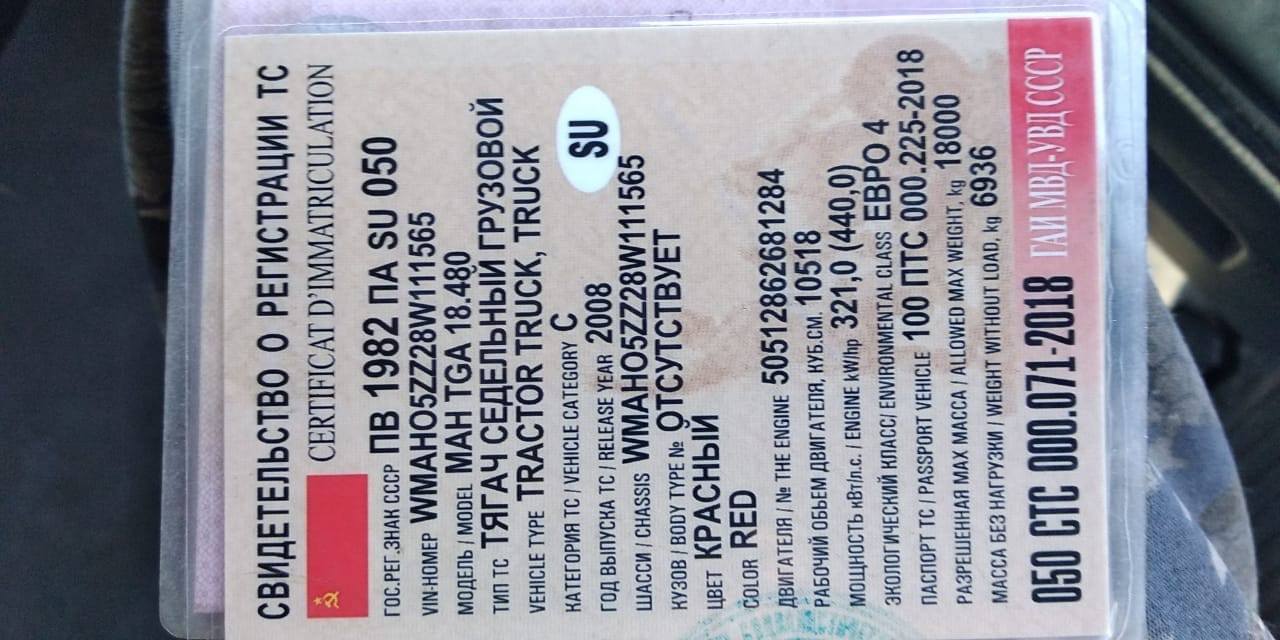 СВИДЕТЕЛЬСТВО О РЕГИСТРАЦИИ ТС
CERTIFICAT D'IMMATRICULATION
ГОС.РЕГ.ЗНАК СССР ПВ 1982 ПА SU 050
VIN-НОМЕР WMAHO5ZZ28W111565
МОДЕЛЬ / MODEL МАН TGA 18.480
ТИП ТС ТЯГАЧ СЕДЕЛЬНЫЙ ГРУЗОВОЙ
VEHICLE TYPE TRACTOR TRUCK, TRUCK
КАТЕГОРИЯ ТС / VEHICLE CATEGORY C
SU
ГОД ВЫПУСКА ТС / RELEASE YEAR 2008
ШАССИ / CHASSIS WMAHO5ZZ28W111565
КУЗОВ / BODY TYPE № ОТСУТСТВУЕТ
ЦВЕТ КРАСНЫЙ
COLOR RED
ДВИГАТЕЛЯ / № THE ENGINE 50512862681284
РАБОЧИЙ ОБЬЕМ ДВИГАТЕЛЯ, КУБ.СМ. 10518
МОЩНОСТЬ кВт/л.с. / ENGINE kW/hp 321,0 (440,0)
ЭКОЛОГИЧЕСКИЙ КЛАСС/ ENVIRONMENTAL CLASS ЕВРО 4
ПАСПОРТ ТС / PASSPORT VEHICLE 100 ПТС 000.225-2018
РАЗРЕШЕННАЯ MAX МАССА / ALLOWED MAX WEIGHT, kg 18000
МАССА БЕЗ НАГРУЗКИ / WEIGHT WITHOUT LOAD, kg 6936
050 СТС 000.071-2018 ГАИ МВД-УВД СССР